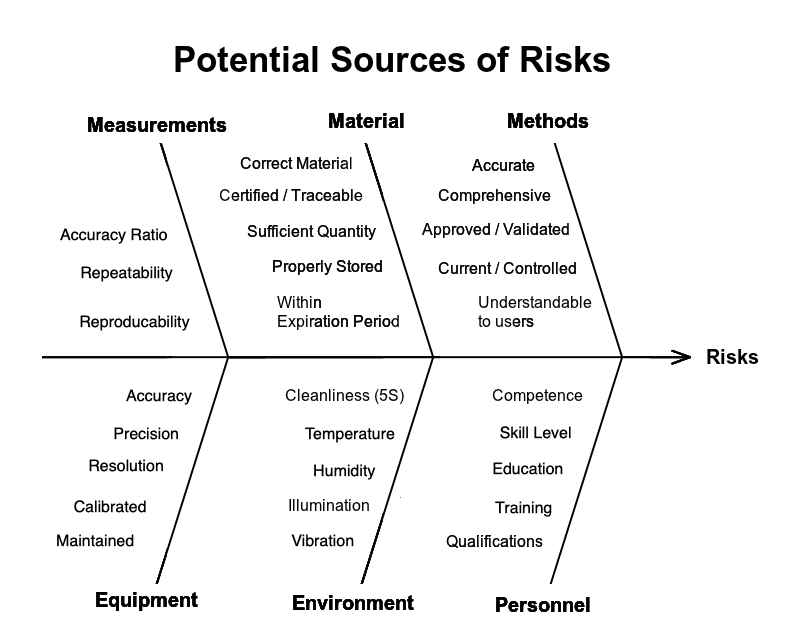 Potential Sources of Risks
Measurements
Accuracy Ratio
Repeatability
Reproducability
Material
Correct Material
Certified / Traceable
Sufficient Quantity
Properly Stored
Within
Expiration Period
Methods
Accurate
Comprehensive
Approved / Validated
Current / Controlled
Understandable
to users
Risks
Accuracy
Precision
Resolution
Calibrated
Maintained
Equipment
Cleanliness (5S)
Temperature
Humidity
Illumination
Vibration
Environment
Competence
Skill Level
Education
Training
Qualifications
Personnel